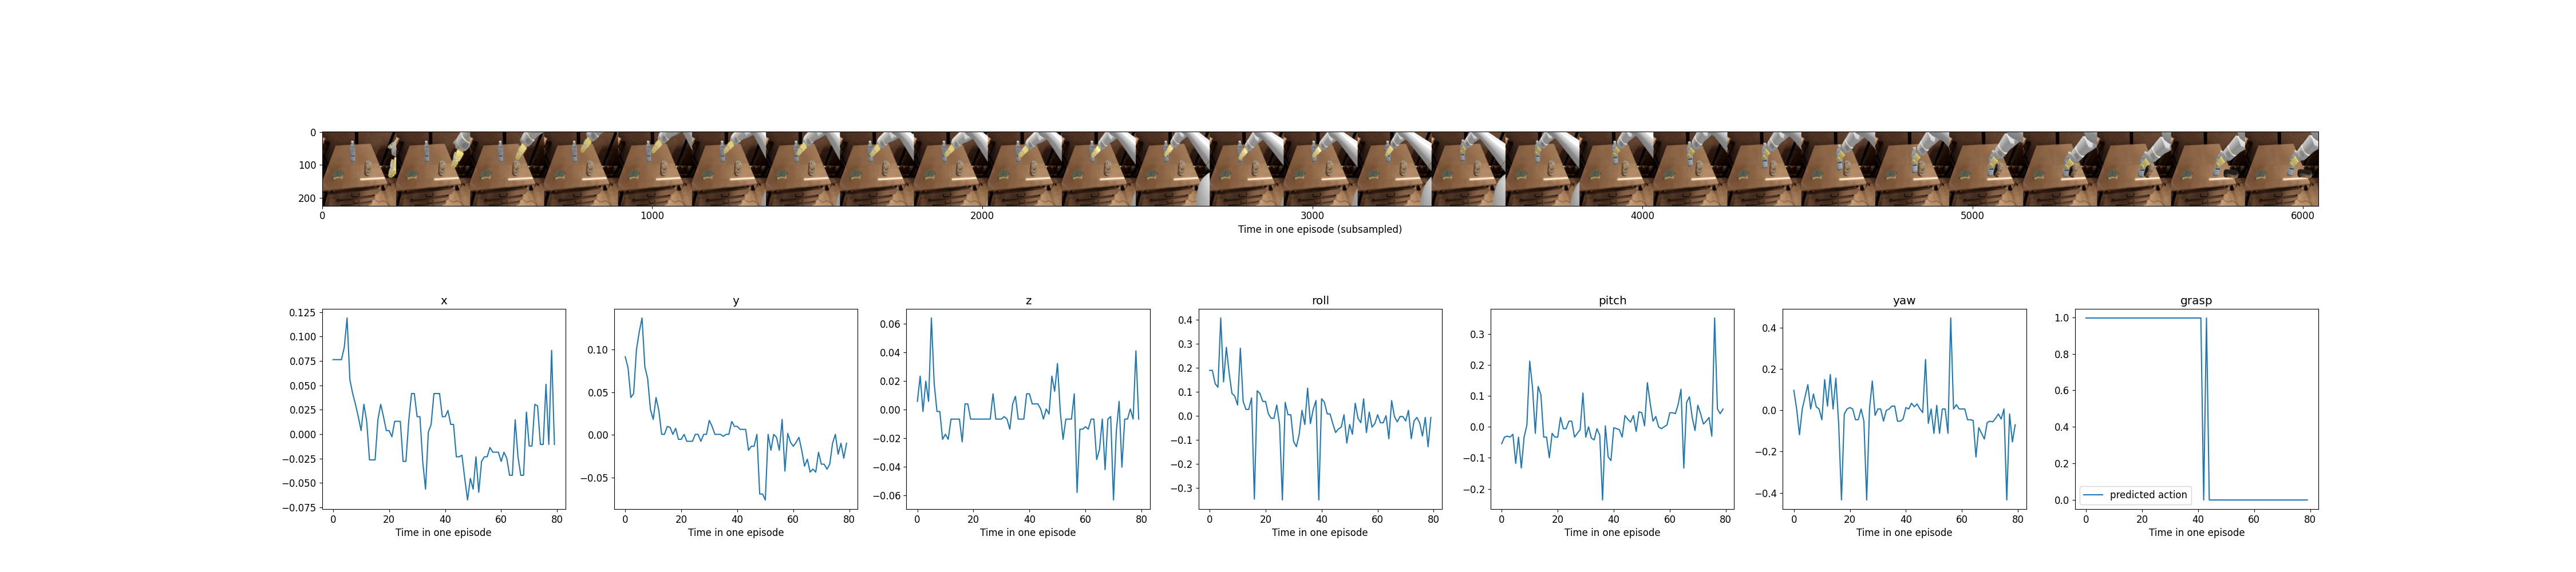 0
100
200
0 1000 2000 3000 4000 5000 6000
Time in one episode (subsampled)
x y z roll pitch yaw grasp
0.125
0.100
0.075
0.050
0.025
0.000
−0.025
−0.050
−0.075
0 20 40 60 80
Time in one episode
0.10
0.05
0.00
−0.05
0 20 40 60 80
Time in one episode
0.06
0.04
0.02
0.00
−0.02
−0.04
−0.06
0 20 40 60 80
Time in one episode
0.4
0.3
0.2
0.1
0.0
−0.1
−0.2
−0.3
0 20 40 60 80
Time in one episode
0.3
0.2
0.1
0.0
−0.1
−0.2
0 20 40 60 80
Time in one episode
0.4
0.2
0.0
−0.2
−0.4
0 20 40 60 80
Time in one episode
1.0
0.8
0.6
0.4
0.2
0.0
predicted action
0 20 40 60 80
Time in one episode